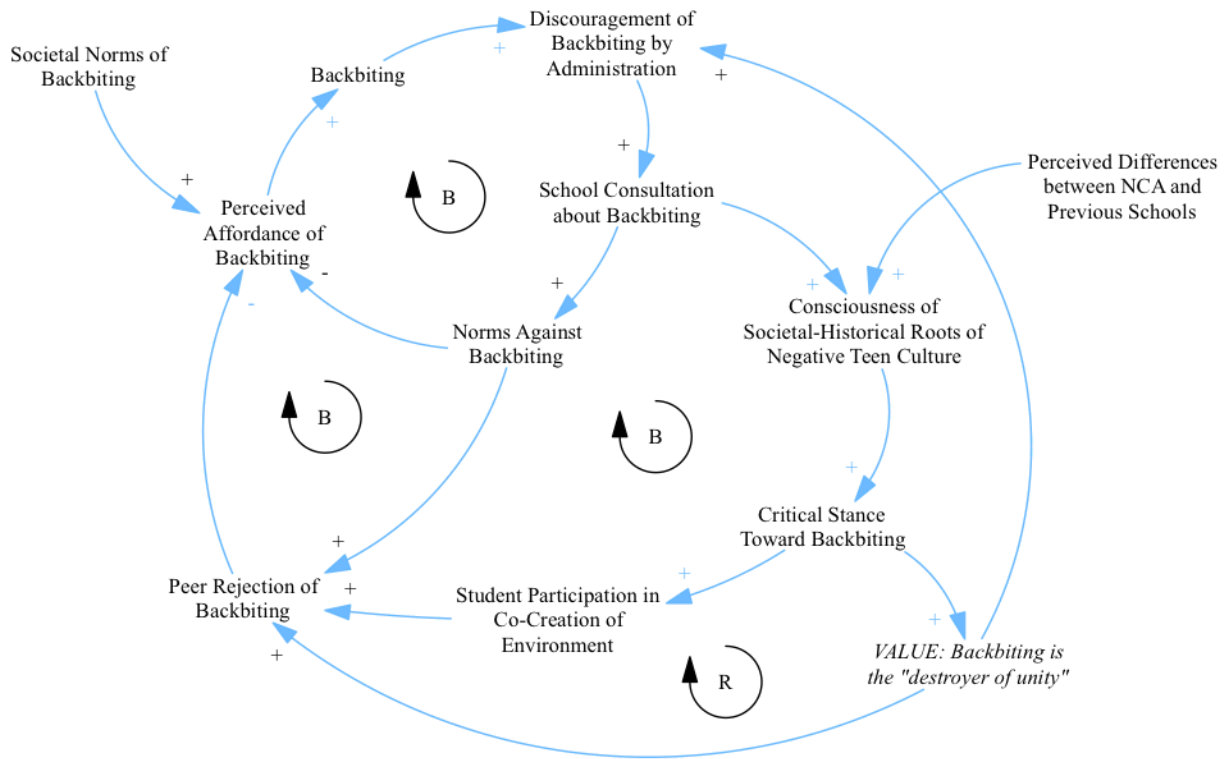 Societal Norms of
Backbiting
Backbiting
+
Discouragement of
Backbiting by
Administration
+
+
+
+
Perceived
Affordance of
Backbiting
B
+
School Consultation
about Backbiting
Perceived Differences
between NCA and
Previous Schools
-
-
+
+
+
Norms Against
Backbiting
Consciousness of
Societal-Historical Roots of
Negative Teen Culture
B
B
+
Critical Stance
Toward Backbiting
+
+
+
+
Peer Rejection of
Backbiting
+
Student Participation in
Co-Creation of
Environment
VALUE: Backbiting is
the "destroyer of unity"
R